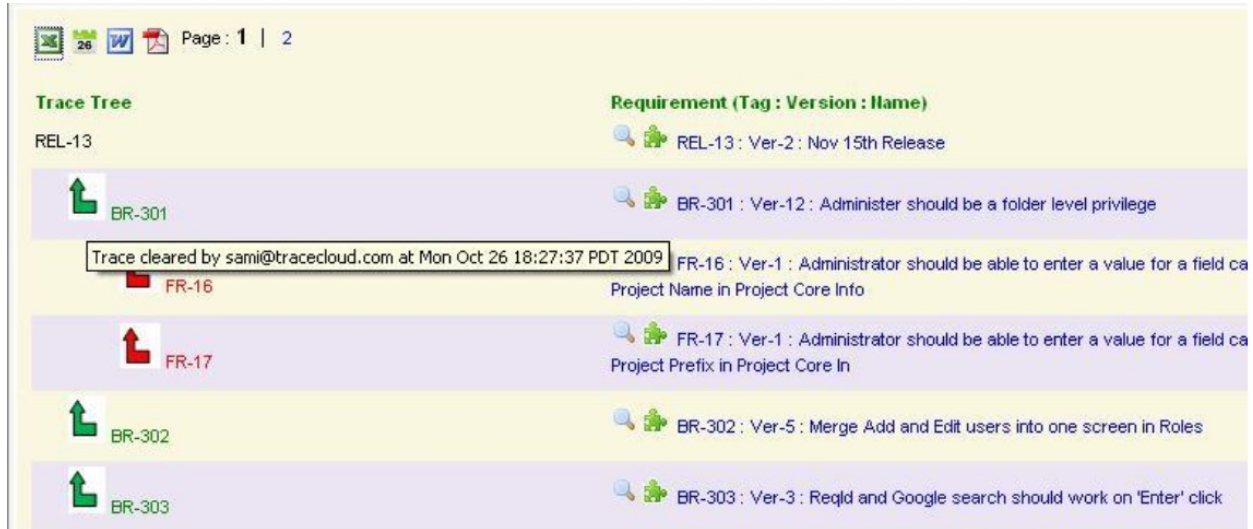 26 W Page : 1 | 2
Trace Tree Requirement (Tag : Version : Name)
REL-13 REL-13 : Ver-2 : Nov 15th Release
BR-301 BR-301 : Ver-12 : Administer should be a folder level privilege
Trace cleared by sami@tracecloud.com at Mon Oct 26 18:27:37 PDT 2009
FR-16 : Ver-1 : Administrator should be able to enter a value for a field ca
FR-16 Project Name in Project Core Info
FR-17 : Ver-1 : Administrator should be able to enter a value for a field ca
FR-17 Project Prefix in Project Core In
BR-302 BR-302 : Ver-5 : Merge Add and Edit users into one screen in Roles
BR-303 BR-303 : Ver-3 : ReqId and Google search should work on 'Enter' click